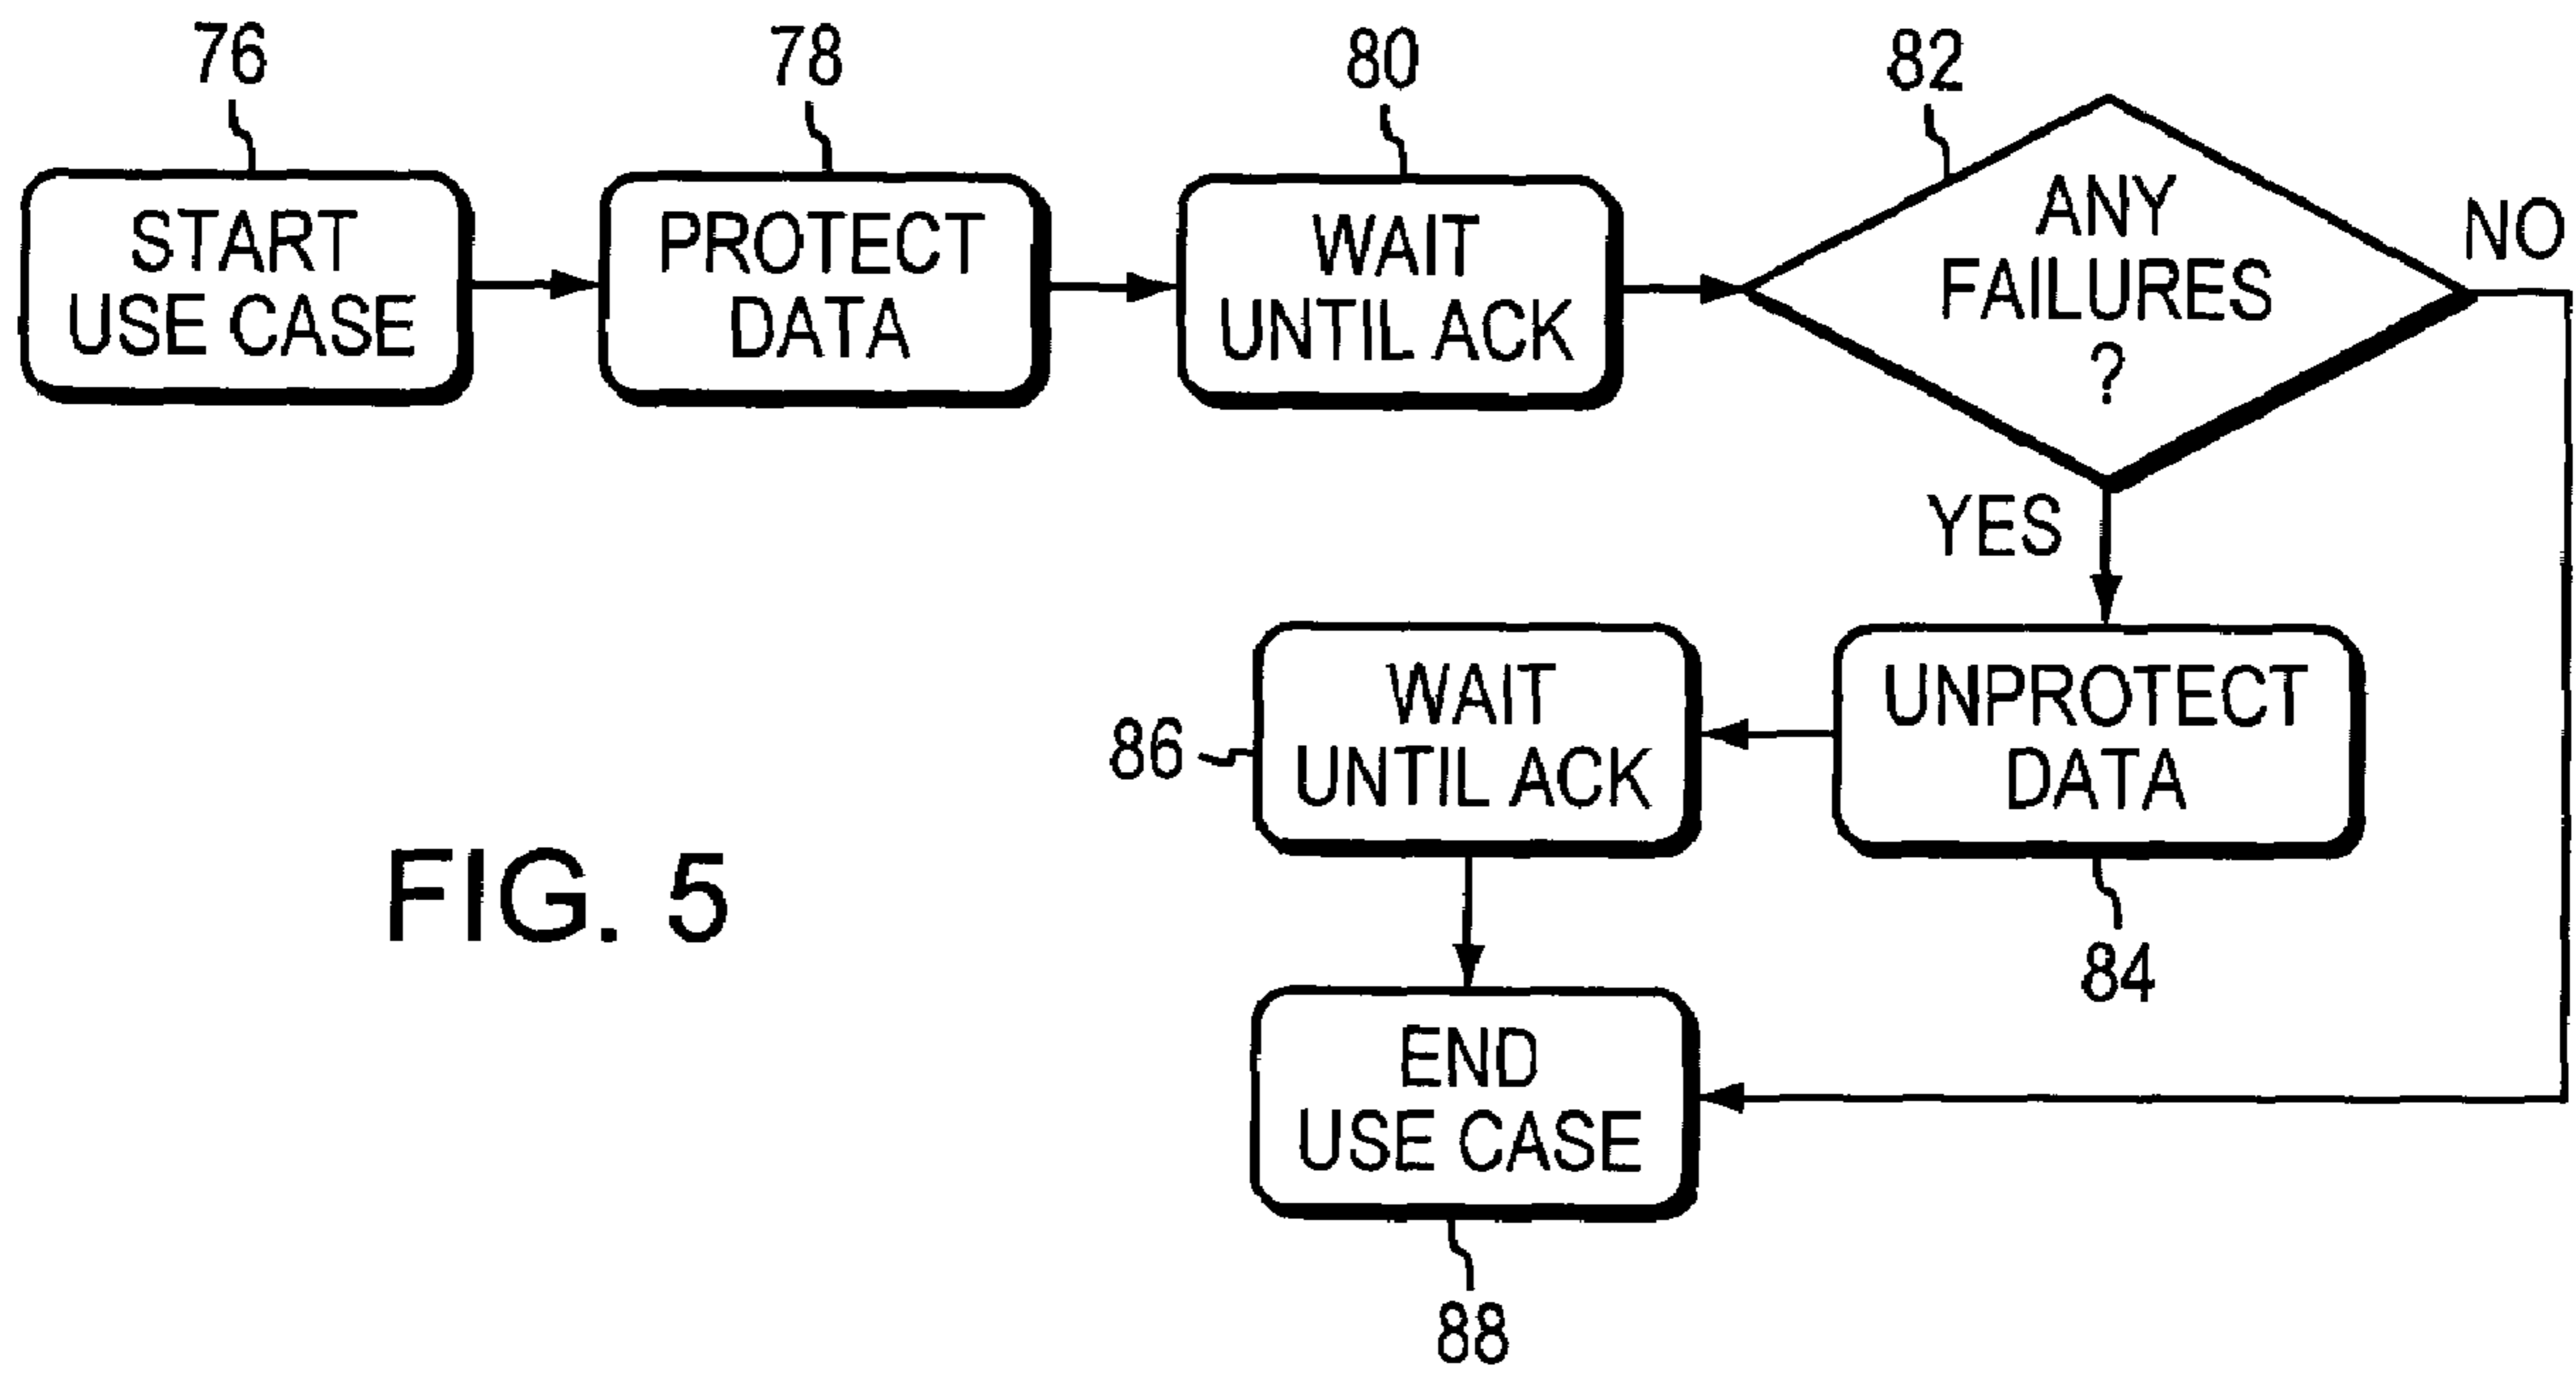 76
78
80
82
START
USE CASE
PROTECT
DATA
WAIT
UNTIL ACK
ANY
FAILURES
?
NO
YES
UNPROTECT
DATA
84
WAIT
UNTIL ACK
86
END
USE CASE
88
FIG. 5